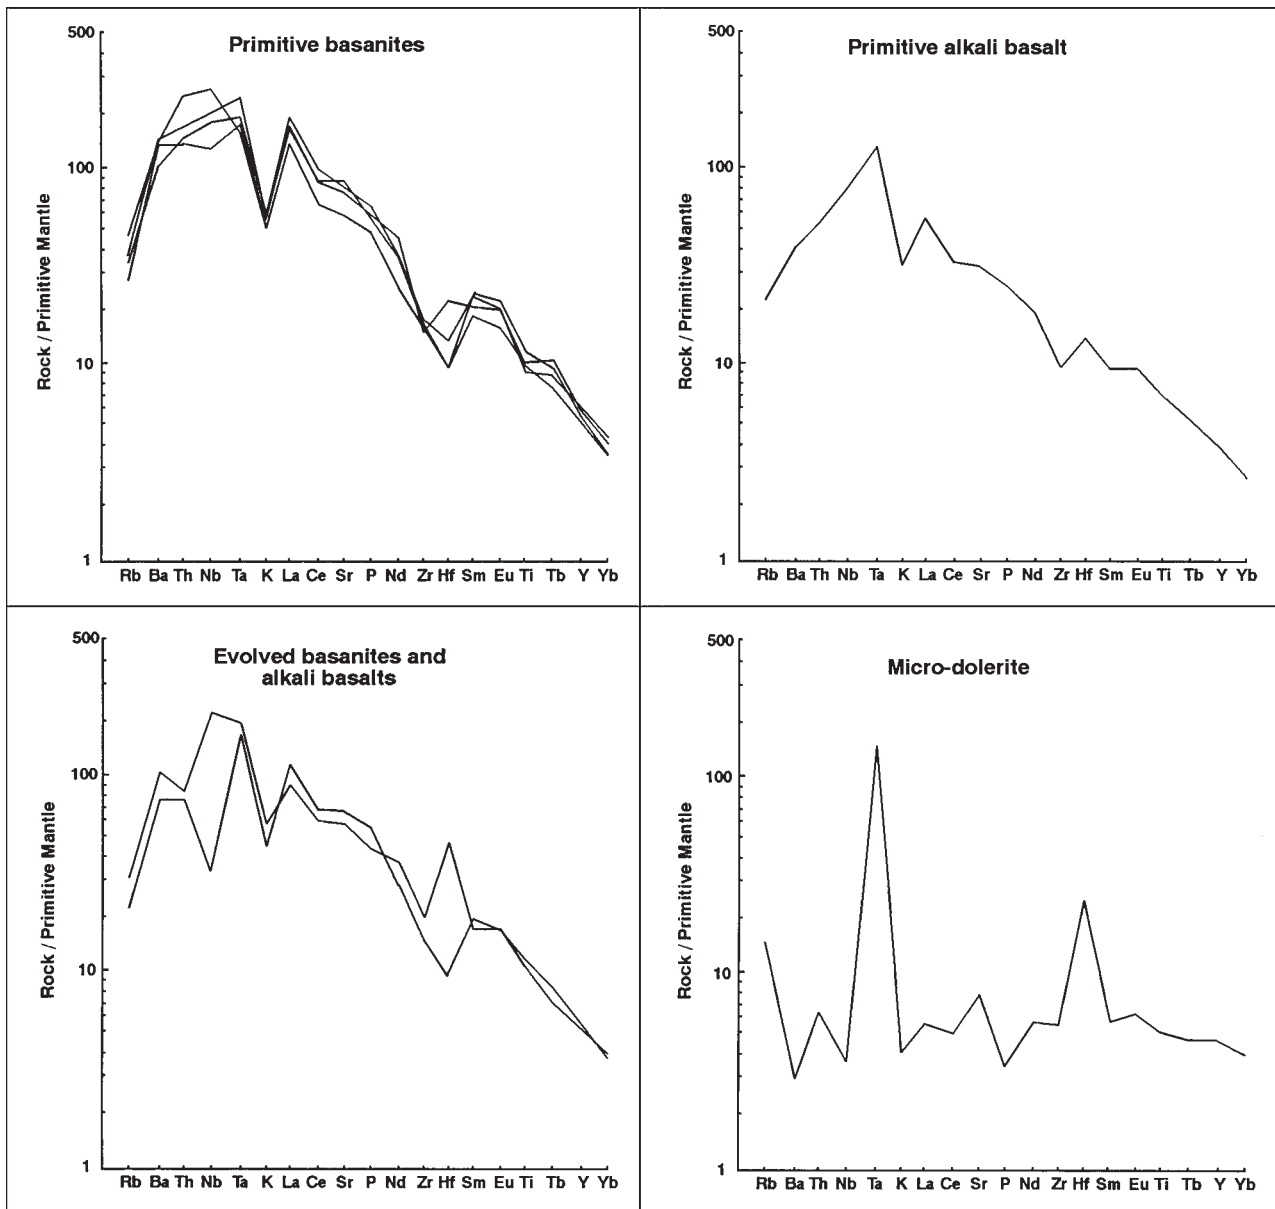 Primitive basanites
500
100
10
1
Rock / Primitive Mantle
Rb Ba Th Nb Ta K La Ce Sr P Nd Zr Hf Sm Eu Ti Tb Y Yb
Primitive alkali basalt
500
100
10
1
Rock / Primitive Mantle
Rb Ba Th Nb Ta K La Ce Sr P Nd Zr Hf Sm Eu Ti Tb Y Yb
Evolved basanites and
alkali basalts
500
100
10
1
Rock / Primitive Mantle
Rb Ba Th Nb Ta K La Ce Sr P Nd Zr Hf Sm Eu Ti Tb Y Yb
Micro-dolerite
500
100
10
1
Rock / Primitive Mantle
Rb Ba Th Nb Ta K La Ce Sr P Nd Zr Hf Sm Eu Ti Tb Y Yb